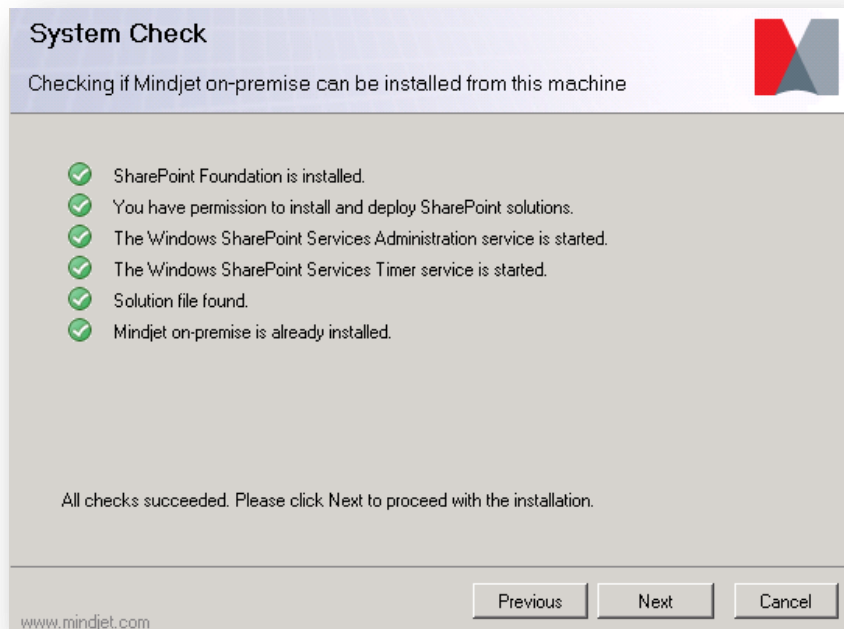 System Check
Checking if Mindjet on-premise can be installed from this machine
SharePoint Foundation is installed.
You have permission to install and deploy SharePoint solutions.
The Windows SharePoint Services Administration service is started.
The Windows SharePoint Services Timer service is started.
Solution file found.
Mindjet on-premise is already installed.
All checks succeeded. Please click Next to proceed with the installation.
Previous Next Cancel
www.mindjet.com